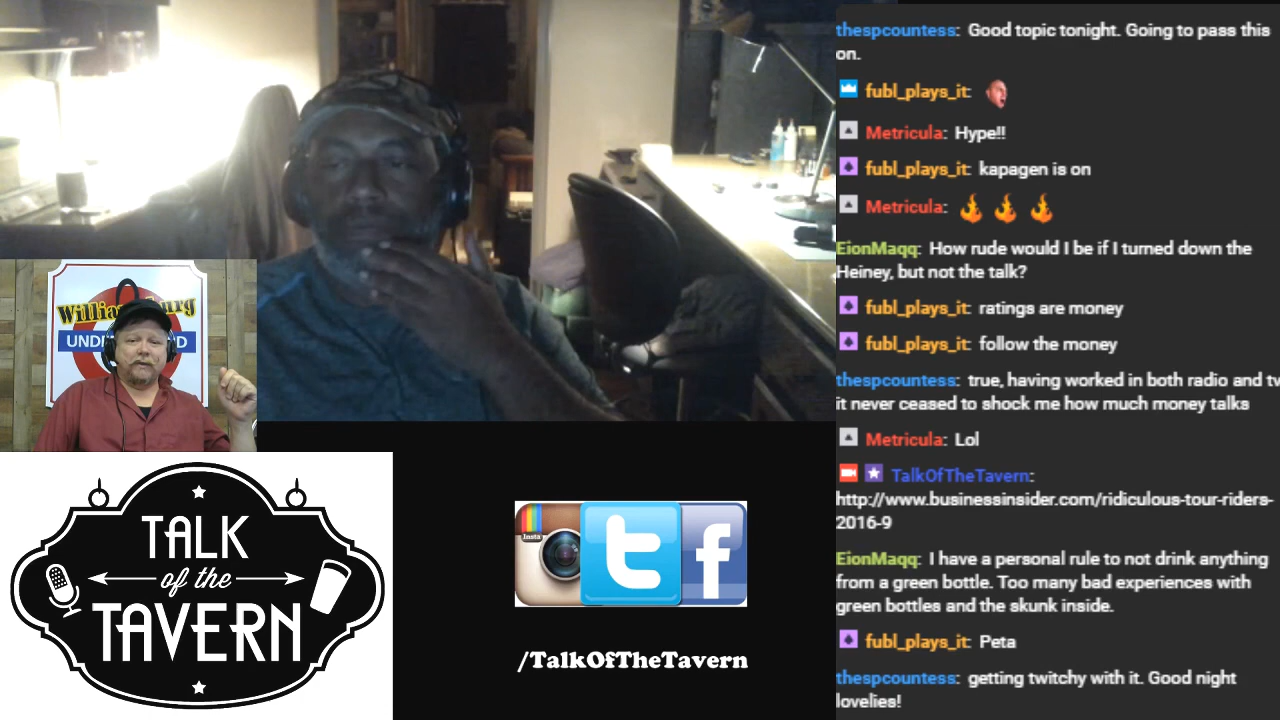 thespcountess: Good topic tonight. Going to pass this
on.
fubl_plays_it:
Metricula: Hype!!
fubl_plays_it: kapagen is on
Metricula:
EionMaqq: How rude would I be if I turned down the
Heiney, but not the talk?
fubl_plays_it: ratings are money
fubl_plays_it: follow the money
thespcountess: true, having worked in both radio and tv
it never ceased to shock me how much money talks
Metricula: Lol
TalkOfTheTavern:
http://www.businessinsider.com/ridiculous-tour-riders-
2016-9
EionMaqq: I have a personal rule to not drink anything
from a green bottle. Too many bad experiences with
green bottles and the skunk inside.
fubl_plays_it: Peta
thespcountess: getting twitchy with it. Good night
lovelies!
TALK
of the
TAVERN
Insta
/TalkOfTheTavern